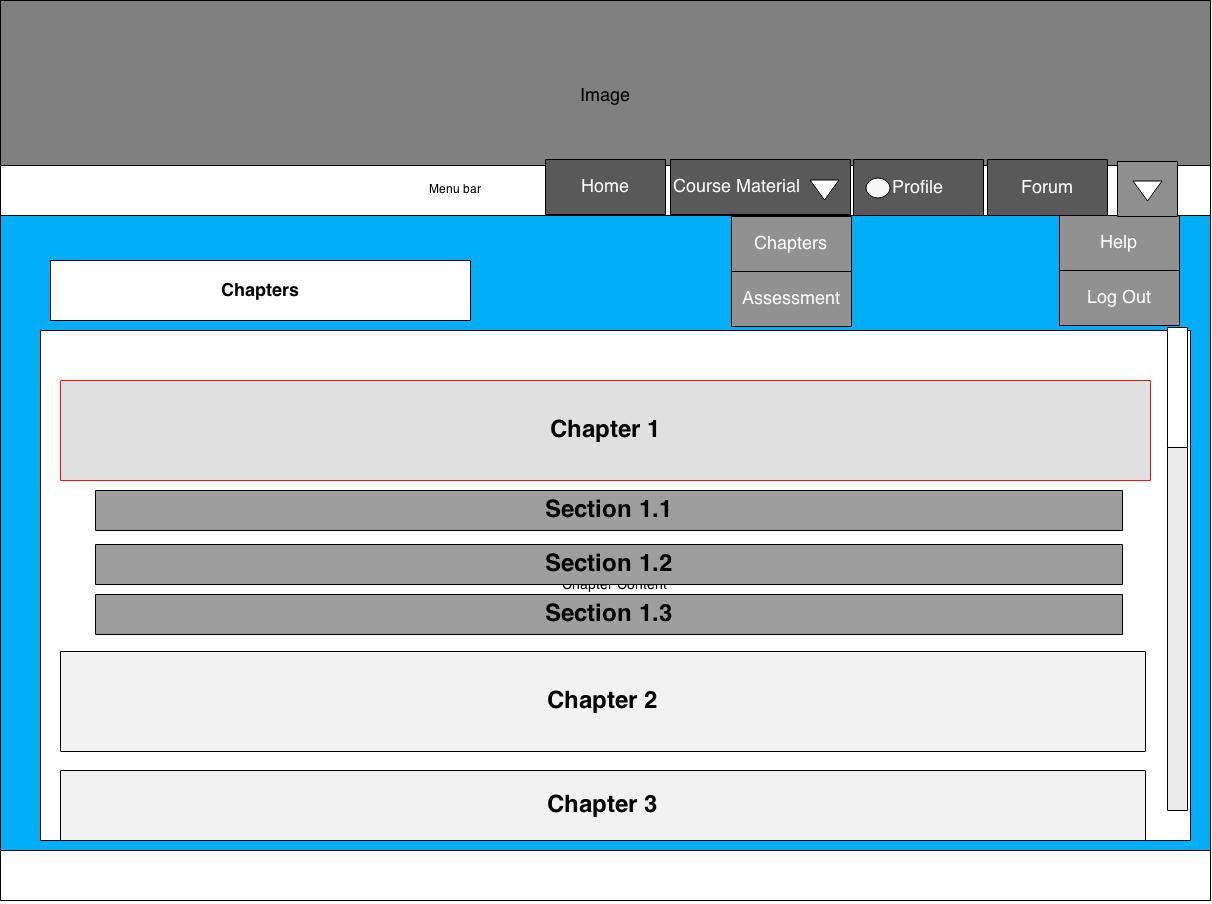 Image
Menu bar
Home
Course Material
Profile
Forum
Chapters
Assessment
Help
Log Out
Chapters
Chapter 1
Section 1.1
Section 1.2
Chapter Content
Section 1.3
Chapter 2
Chapter 3